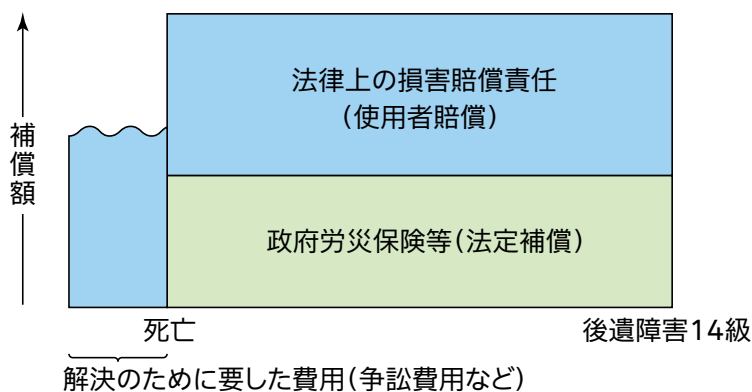 補償額
法律上の損害賠償責任
(使用者賠償)
政府労災保険等(法定補償)
死亡
後遺障害14級
解決のために要した費用(争訟費用など)